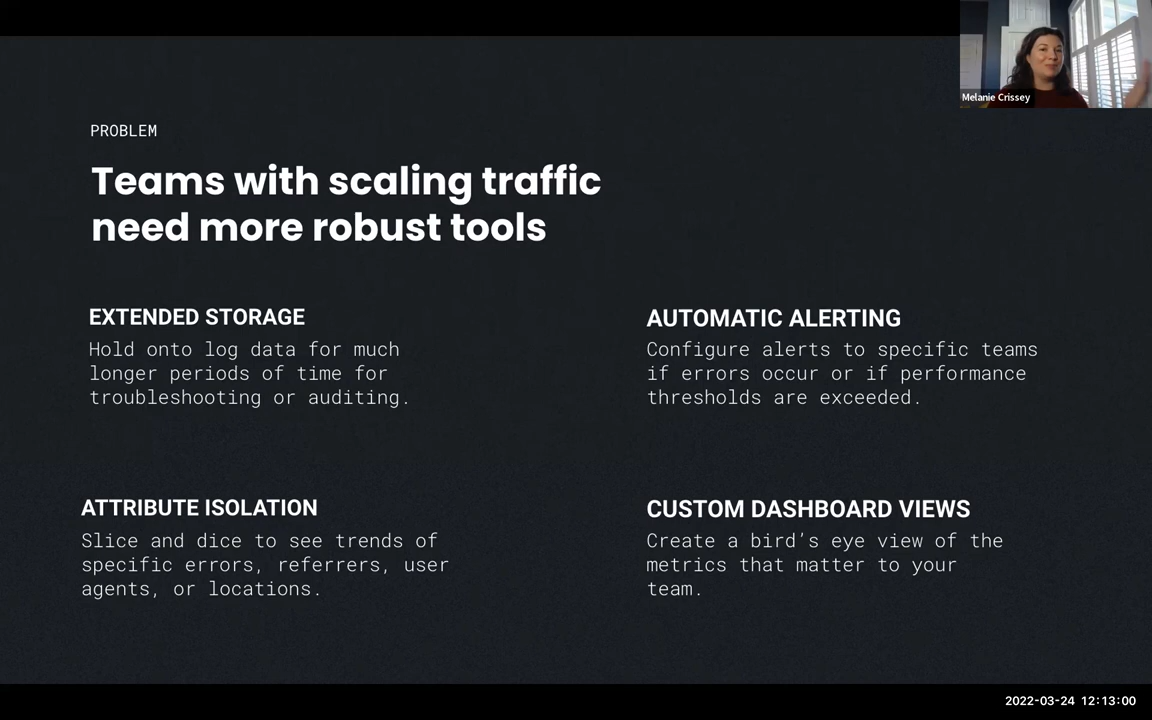 Melanie Crissey
PROBLEM
Teams with scaling traffic
need more robust tools
EXTENDED STORAGE
Hold onto log data for much
longer periods of time for
troubleshooting or auditing.
AUTOMATIC ALERTING
Configure alerts to specific teams
if errors occur or if performance
thresholds are exceeded.
ATTRIBUTE ISOLATION
Slice and dice to see trends of
specific errors, referrers, user
agents, or locations.
CUSTOM DASHBOARD VIEWS
Create a bird’s eye view of the
metrics that matter to your
team.
2022-03-24 12:13:00